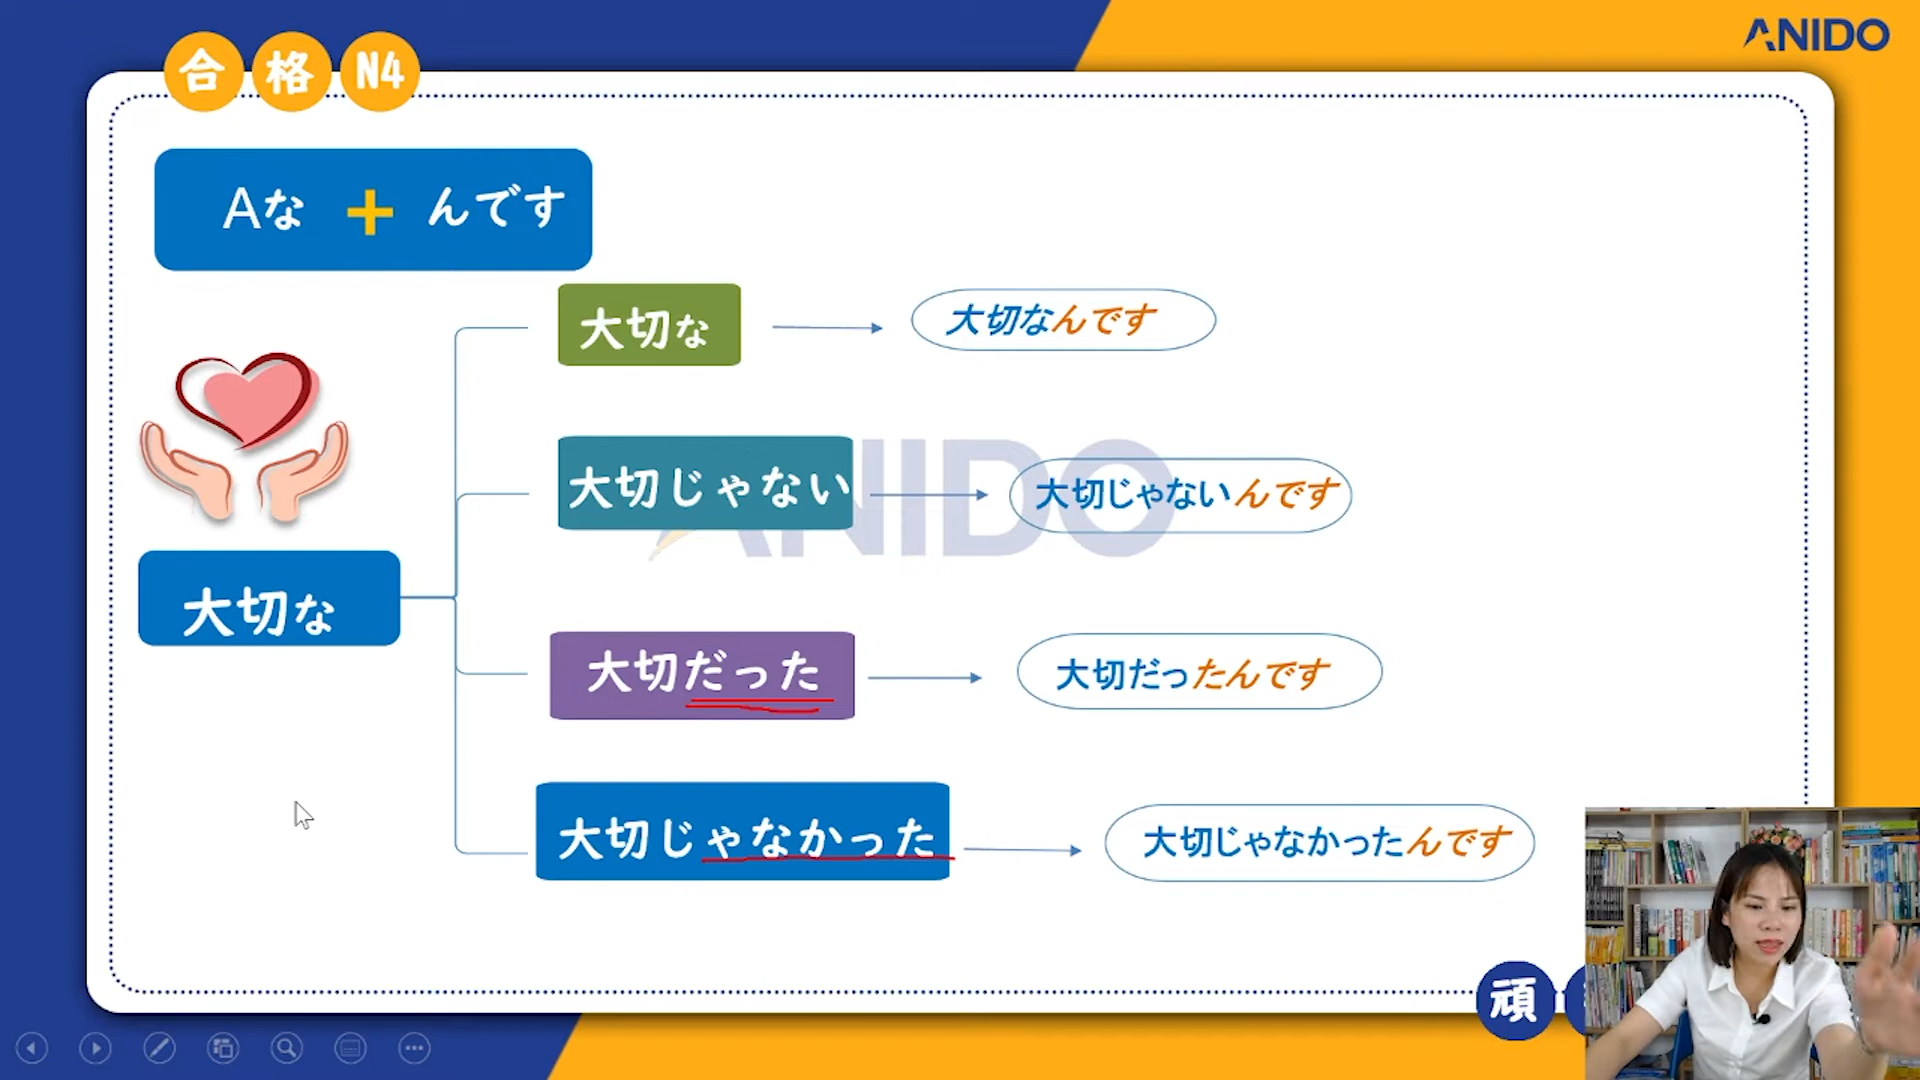 ANIDO
合格N4
Aな + んです
大切な
大切なんです
大切じゃない
大切じゃないんです
大切な
大切だった
大切だったんです
大切じゃなかった
大切じゃなかったんです
ANIDO
頑